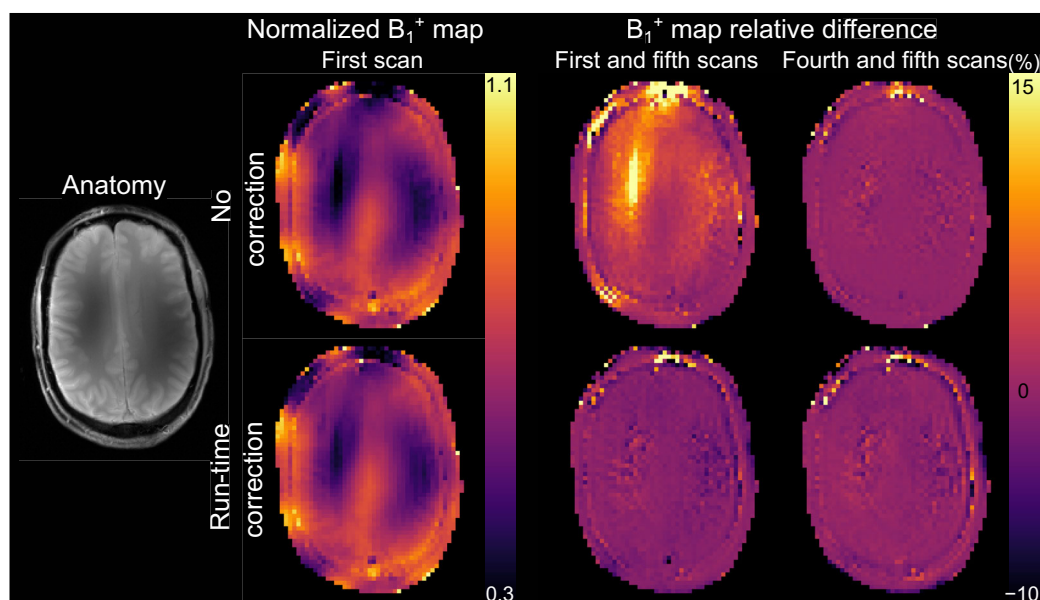 Normalized B₁⁺ map
B₁⁺ map relative difference
First scan
First and fifth scans
Fourth and fifth scans(%)
1.1
15
Anatomy
No
correction
0
Run-time
correction
0.3
−10